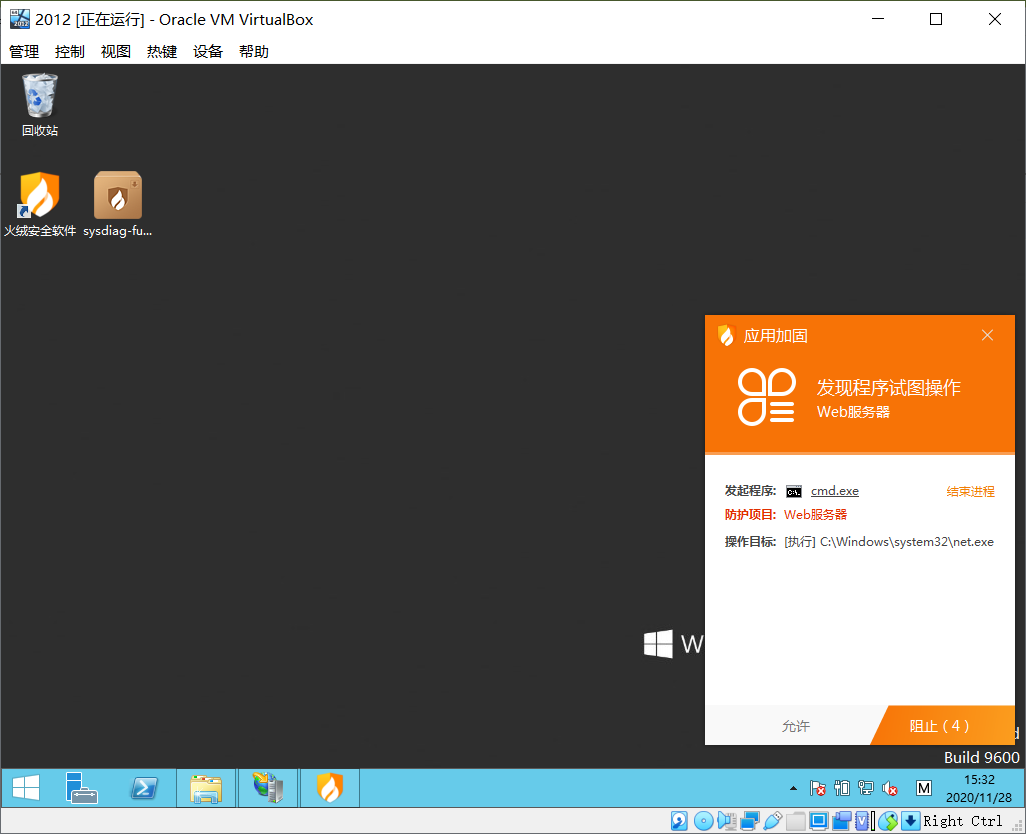 2012 [正在运行] - Oracle VM VirtualBox
管理 控制 视图 热键 设备 帮助
回收站
火绒安全软件 sysdiag-fu...
应用加固
发现程序试图操作
Web服务器
发起程序: cmd.exe 结束进程
防护项目: Web服务器
操作目标: [执行] C:\Windows\system32\net.exe
W
允许 阻止 ( 4 )
d
Build 9600
M
15:32
2020/11/28
Right Ctrl